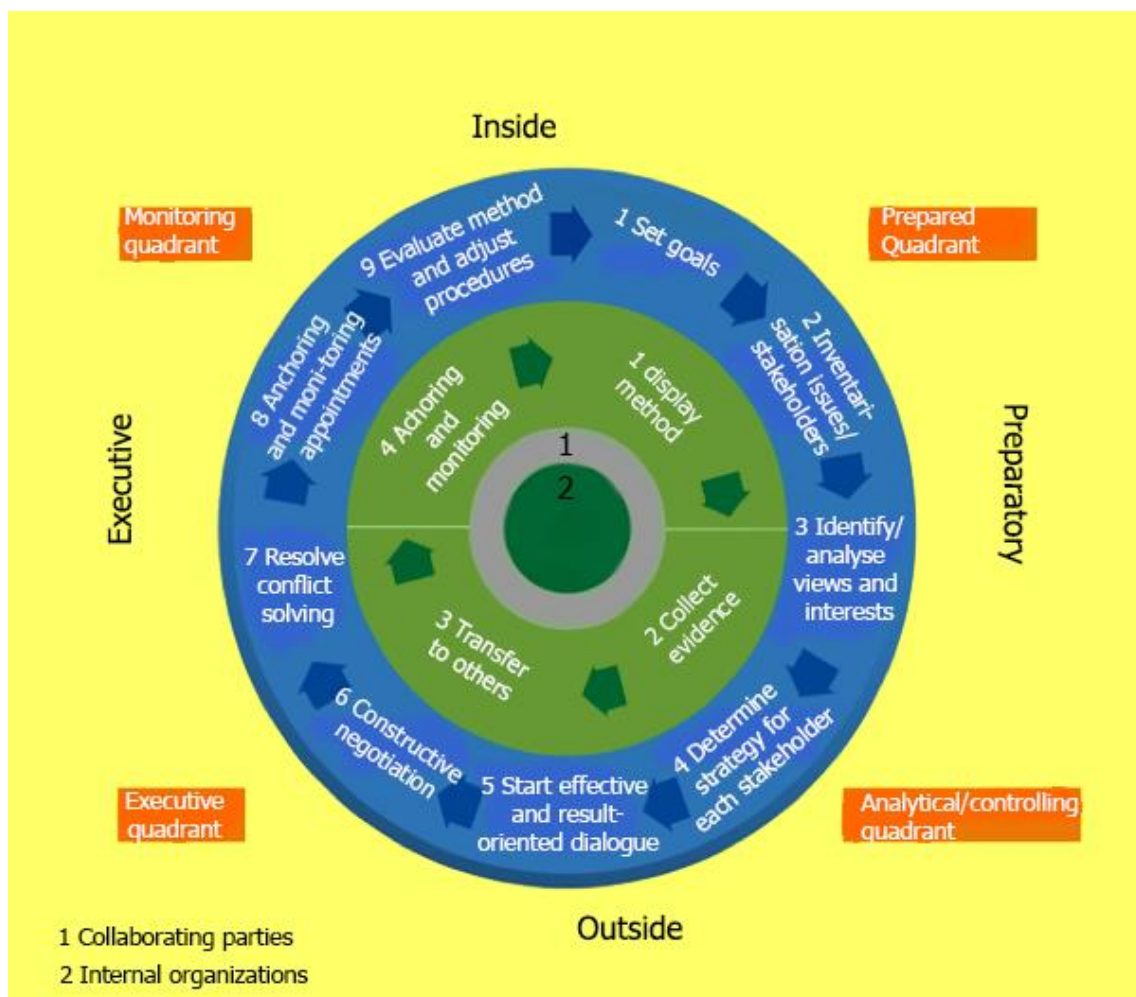 Inside
Monitoring
quadrant
Prepared
Quadrant
Executive
Preparatory
1 Set goals
2 Inventari-
sation issues/
stakeholders
3 Identify/
analyse
views and
interests
4 Determine
strategy for
each stakeholder
5 Start effective
and result-
oriented dialogue
6 Constructive
negotiation
7 Resolve
conflict
solving
8 Anchoring
and moni-toring
appointments
9 Evaluate method
and adjust
procedures
1 display
method
2 Collect
evidence
3 Transfer
to others
4 Achoring
and
monitoring
1
2
Executive
quadrant
Analytical/controlling
quadrant
Outside
1 Collaborating parties
2 Internal organizations